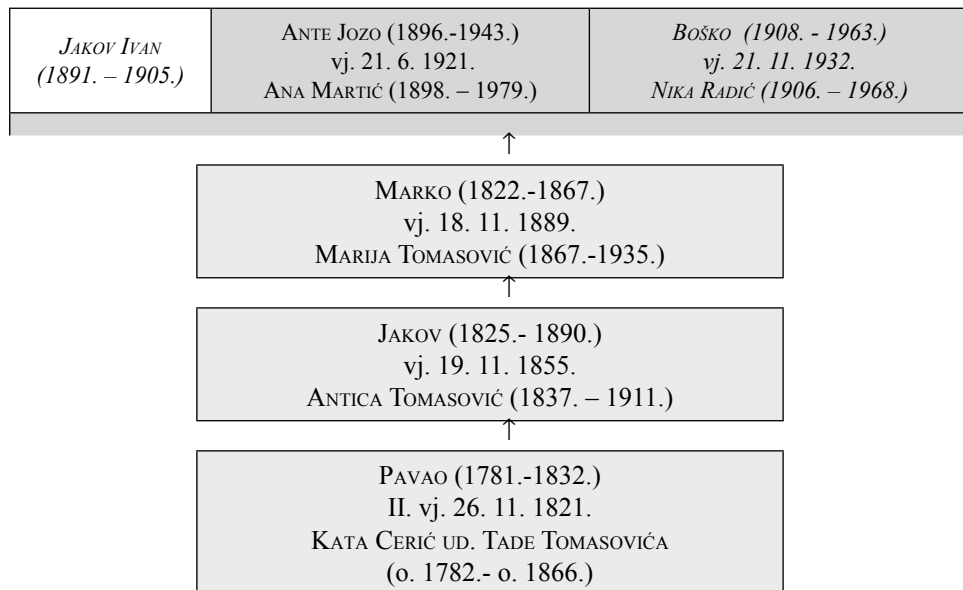 JAKOV IVAN
(1891. – 1905.)
ANTE JOZO (1896.-1943.)
vj. 21. 6. 1921.
ANA MARTIĆ (1898. – 1979.)
BOŠKO (1908. - 1963.)
vj. 21. 11. 1932.
NIKA RADIĆ (1906. – 1968.)
↑
MARKO (1822.-1867.)
vj. 18. 11. 1889.
MARIJA TOMASOVIĆ (1867.-1935.)
↑
JAKOV (1825.- 1890.)
vj. 19. 11. 1855.
ANTICA TOMASOVIĆ (1837. – 1911.)
↑
PAVAO (1781.-1832.)
II. vj. 26. 11. 1821.
KATA CERIĆ UD. TADE TOMASOVIĆA
(o. 1782.- o. 1866.)